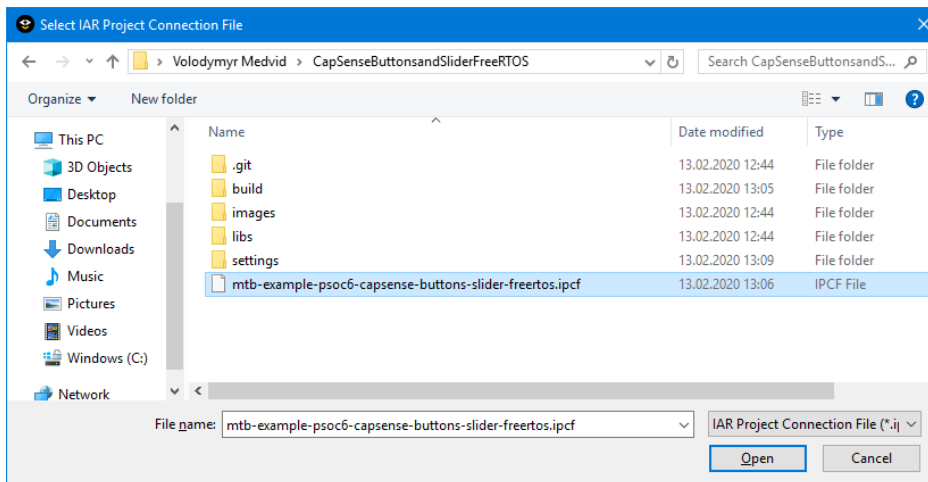 Select IAR Project Connection File
Volodymyr Medvid > CapSenseButtonsandSliderFreeRTOS
Search CapSenseButtonsandS...
Organize
New folder
This PC
3D Objects
Desktop
Documents
Downloads
Music
Pictures
Videos
Windows (C:)
Network
Name Date modified Type
.git 13.02.2020 12:44 File folder
build 13.02.2020 13:05 File folder
images 13.02.2020 12:44 File folder
libs 13.02.2020 12:44 File folder
settings 13.02.2020 13:09 File folder
mtb-example-psoc6-capsense-buttons-slider-freertos.ipcf 13.02.2020 13:06 IPCF File
File name: mtb-example-psoc6-capsense-buttons-slider-freertos.ipcf
IAR Project Connection File (*.ip
Open Cancel